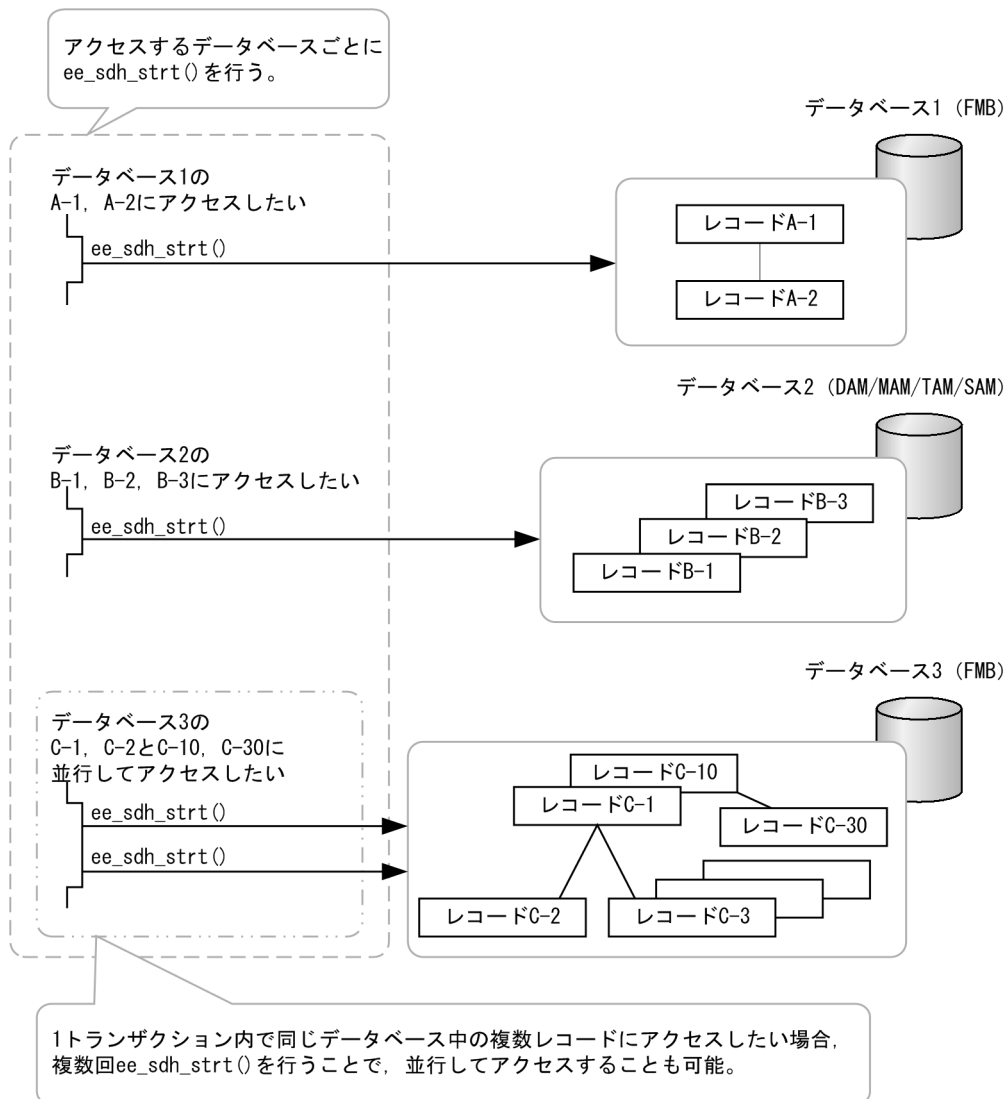 アクセスするデータベースごとに
ee_sdh_strt()を行う。
データベース1（FMB）
データベース1の
A-1，A-2にアクセスしたい
ee_sdh_strt()
レコードA-1
レコードA-2
データベース2（DAM/MAM/TAM/SAM）
データベース2の
B-1，B-2，B-3にアクセスしたい
ee_sdh_strt()
レコードB-3
レコードB-2
レコードB-1
データベース3（FMB）
データベース3の
C-1，C-2とC-10，C-30に
並行してアクセスしたい
ee_sdh_strt()
ee_sdh_strt()
レコードC-10
レコードC-1
レコードC-30
レコードC-2
レコードC-3
1トランザクション内で同じデータベース中の複数レコードにアクセスしたい場合，
複数回ee_sdh_strt()を行うことで，並行してアクセスすることも可能。